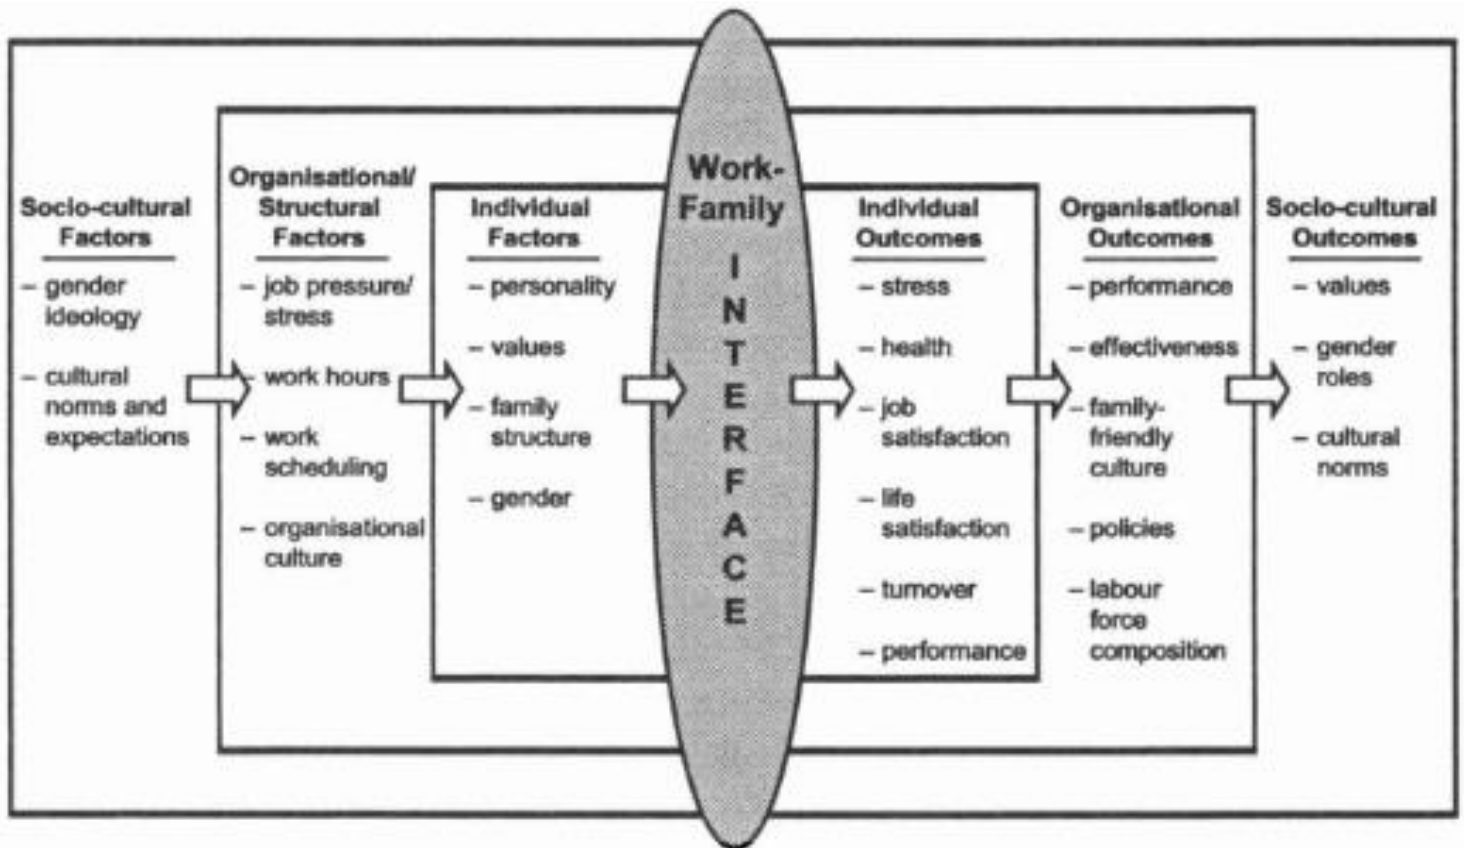 Socio-cultural
Factors
– gender
ideology
– cultural
norms and
expectations
Organisational/
Structural
Factors
– job pressure/
stress
– work hours
– work
scheduling
– organisational
culture
Individual
Factors
– personality
– values
– family
structure
– gender
Work-
Family
I
N
T
E
R
F
A
C
E
Individual
Outcomes
– stress
– health
– job
satisfaction
– life
satisfaction
– turnover
– performance
Organisational
Outcomes
– performance
– effectiveness
– family-
friendly
culture
– policies
– labour
force
composition
Socio-cultural
Outcomes
– values
– gender
roles
– cultural
norms